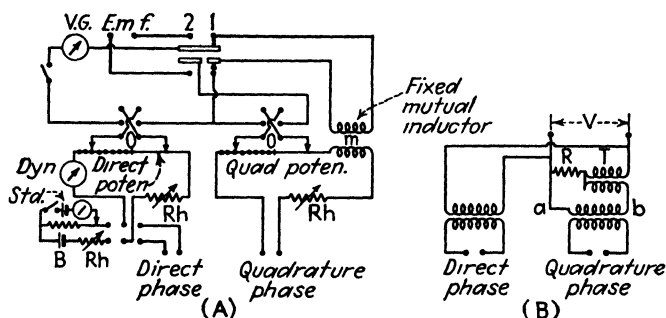 V.G. E.m f. 2 1
Fixed
mutual
inductor
m
V
R T
Dyn
Direct
poten.
Quad poten.
Std.
Rh
Rh
a b
B Rh
Direct
phase
Quadrature
phase
Direct
phase
Quadrature
phase
(A) (B)